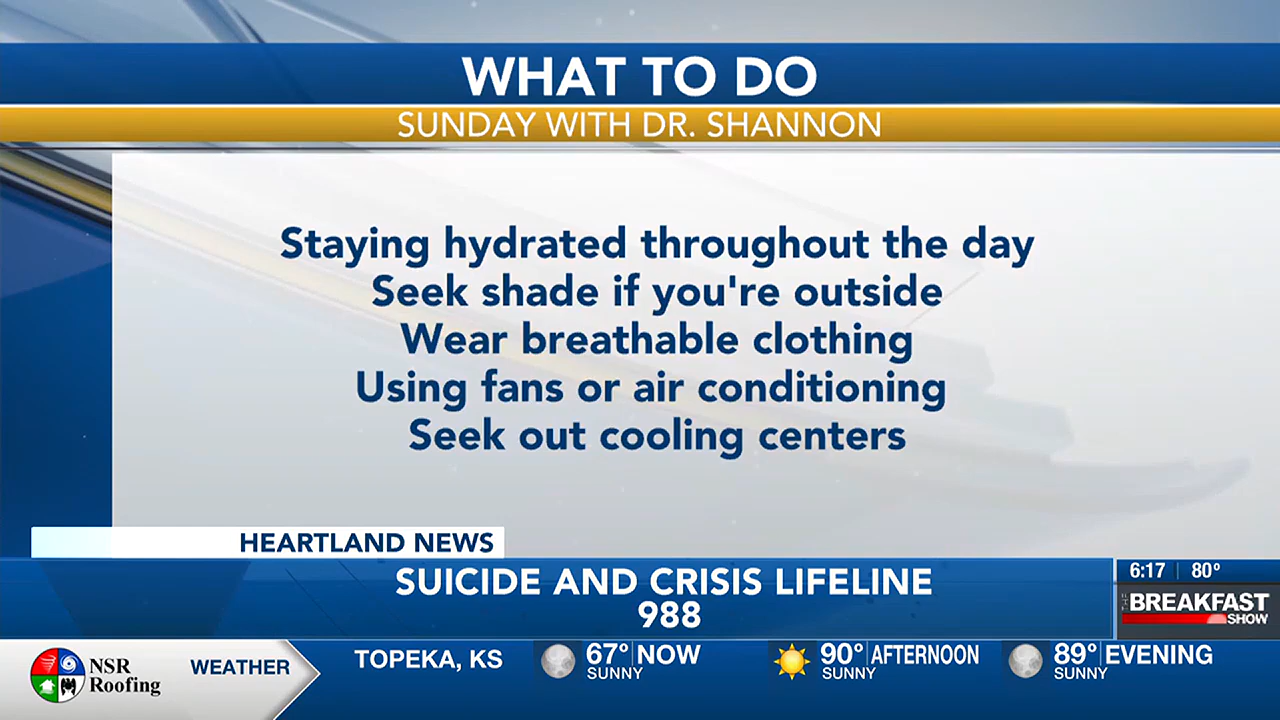 WHAT TO DO
SUNDAY WITH DR. SHANNON
Staying hydrated throughout the day
Seek shade if you're outside
Wear breathable clothing
Using fans or air conditioning
Seek out cooling centers
HEARTLAND NEWS
SUICIDE AND CRISIS LIFELINE
988
6:17 80°
THE BREAKFAST
SHOW
NSR
Roofing
WEATHER
TOPEKA, KS
67° NOW
SUNNY
90° AFTERNOON
SUNNY
89° EVENING
SUNNY